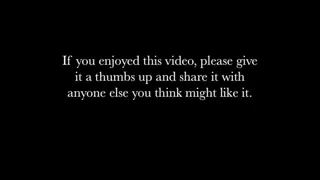 If you enjoyed this video, please give
it a thumbs up and share it with
anyone else you think might like it.